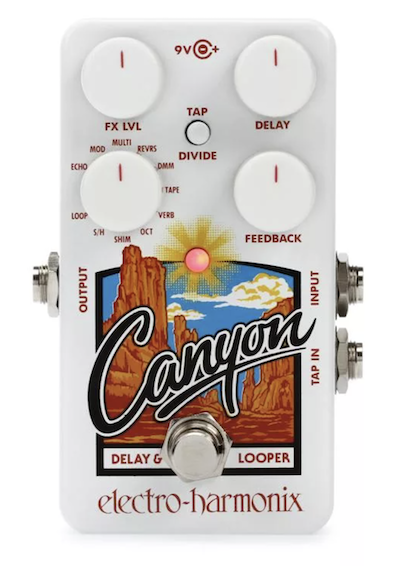 9V +
TAP
FX LVL
DELAY
DIVIDE
MULTI
MOD
REVRS
ECHO
DMM
TAPE
LOOP
VERB
S/H
OCT
SHIM
FEEDBACK
OUTPUT
INPUT
TAP IN
Canyon
DELAY &
LOOPER
electro-harmonix